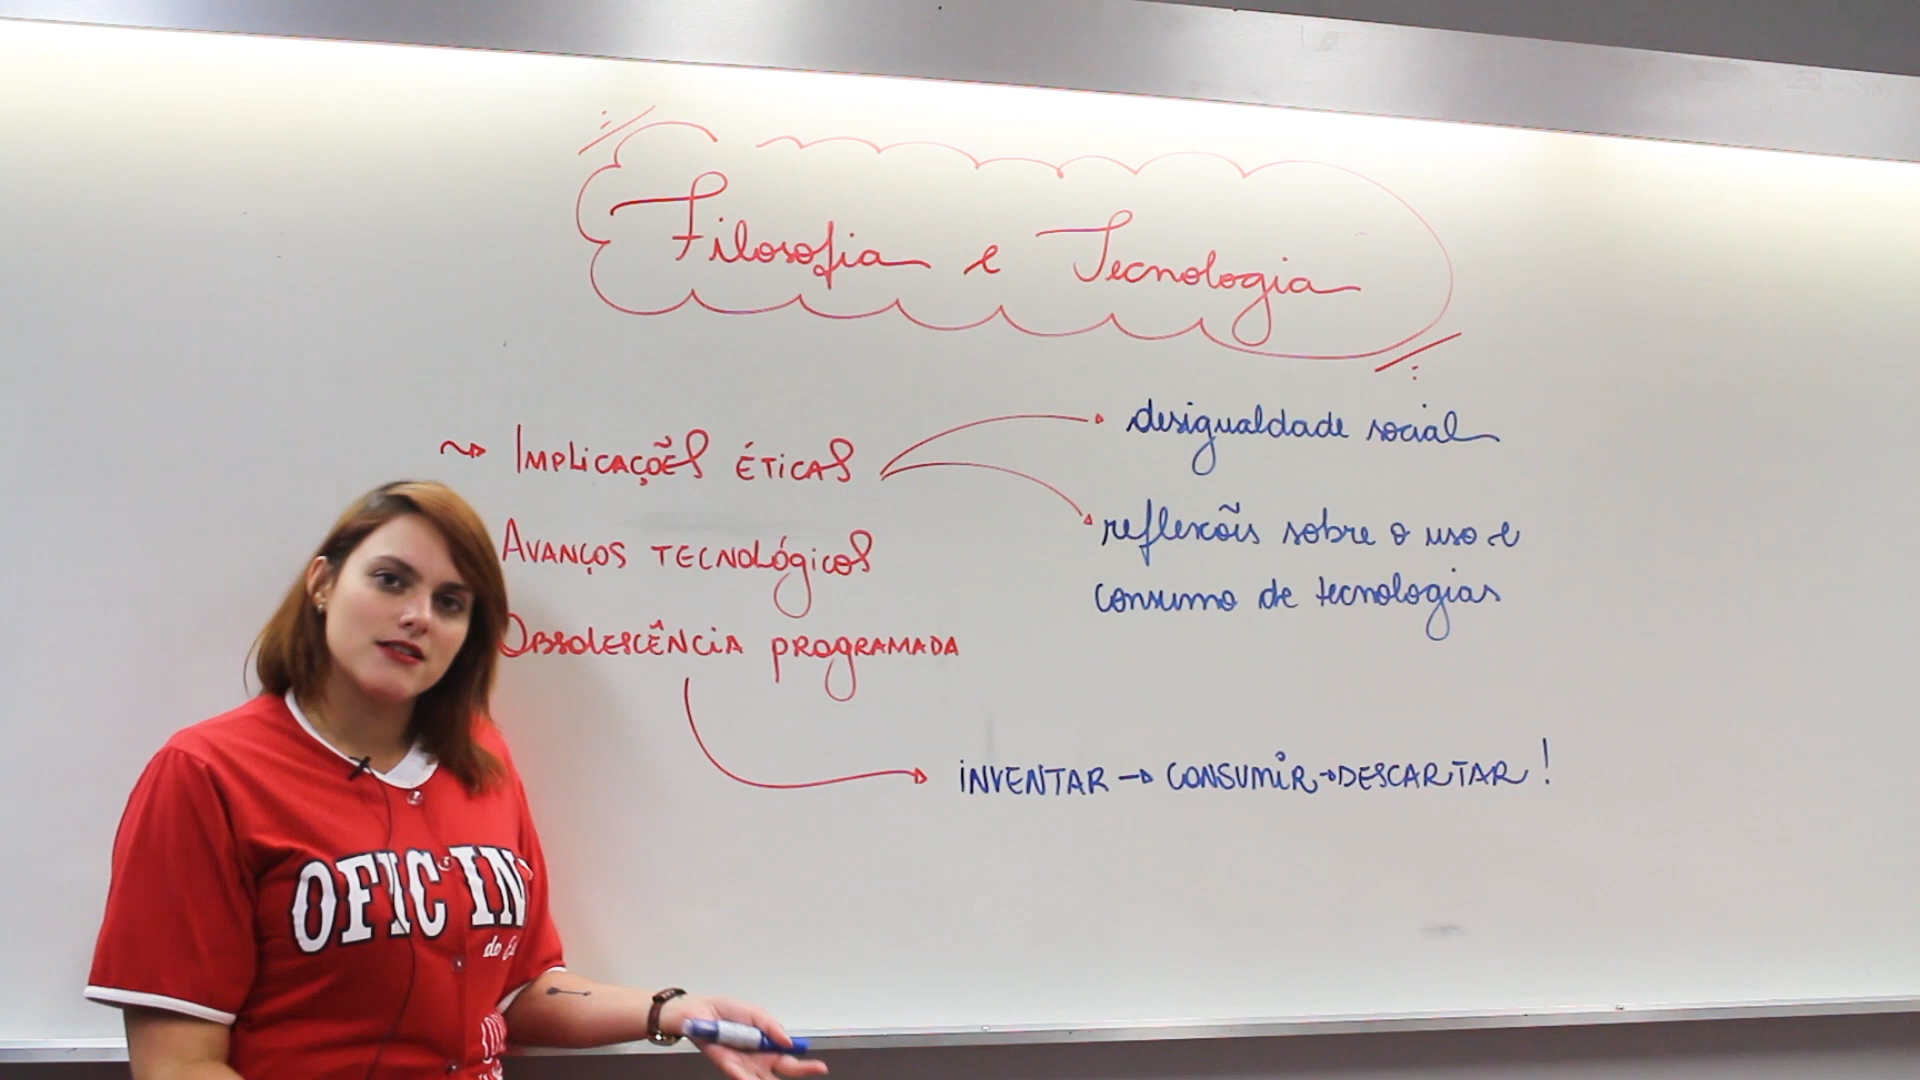 Filosofia e Tecnologia
Implicações éticas
desigualdade social
reflexões sobre o uso e
consumo de tecnologias
Avanços tecnológicos
Obsolescência programada
inventar → consumir → descartar!
OFICIN
do